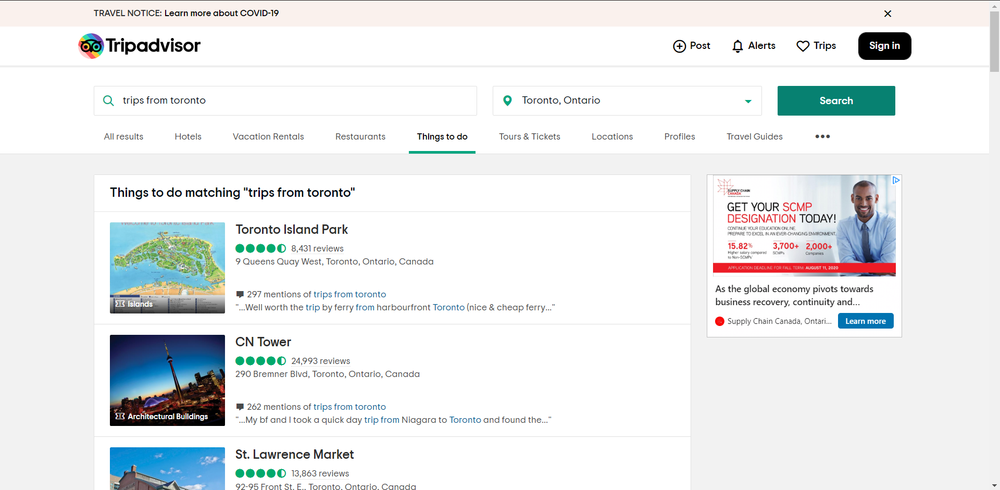 TRAVEL NOTICE: Learn more about COVID-19
Tripadvisor
Post
Alerts
Trips
Sign in
trips from toronto
Toronto, Ontario
Search
All results
Hotels
Vacation Rentals
Restaurants
Things to do
Tours & Tickets
Locations
Profiles
Travel Guides
Things to do matching "trips from toronto"
Toronto Island Park
8,431 reviews
9 Queens Quay West, Toronto, Ontario, Canada
297 mentions of trips from toronto
"...Well worth the trip by ferry from harbourfront Toronto (nice & cheap ferry..."
Welcome to Toronto Island Park
Islands
CN Tower
24,993 reviews
290 Bremner Blvd, Toronto, Ontario, Canada
262 mentions of trips from toronto
"...My bf and I took a quick day trip from Niagara to Toronto and found the..."
Architectural Buildings
St. Lawrence Market
13,863 reviews
92-95 Front St. E., Toronto, Ontario, Canada
SUPPLY CHAIN
CANADA
GET YOUR SCMP
DESIGNATION TODAY!
CONTINUE YOUR EDUCATION ONLINE.
PREPARE TO EXCEL IN AN EVER-CHANGING ENVIRONMENT.
15.82%
Higher salary compared
to Non-SCMPs*
3,700+
SCMPs
2,000+
Companies
APPLICATION DEADLINE FOR FALL TERM: AUGUST 11, 2020
As the global economy pivots towards
business recovery, continuity and...
Supply Chain Canada, Ontari...
Learn more